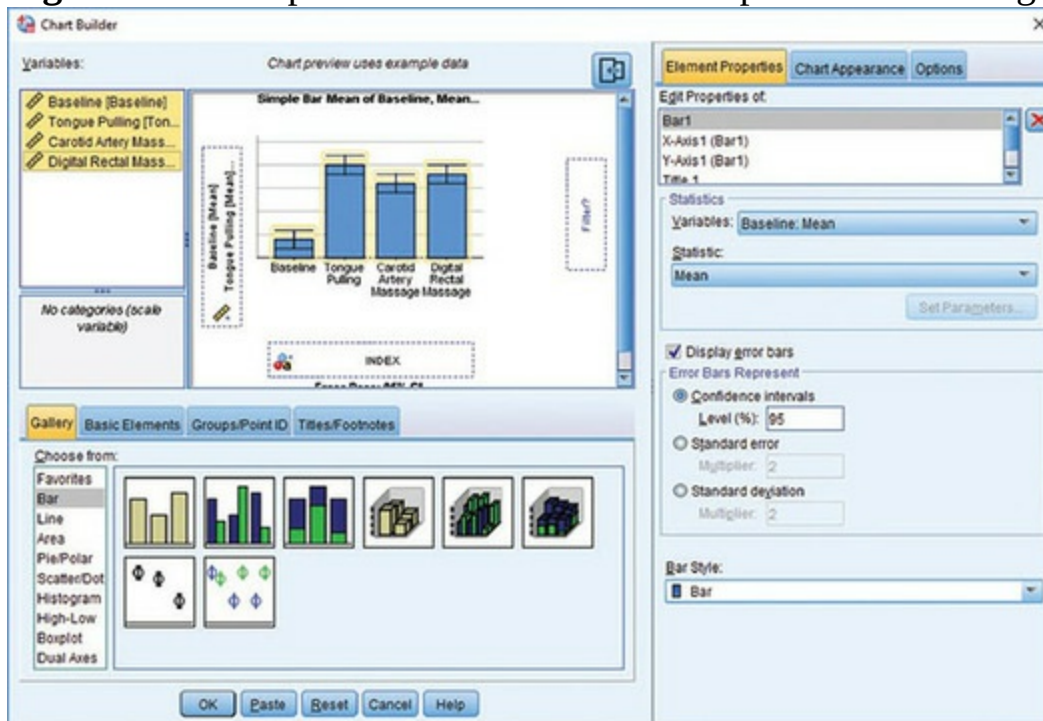 Chart Builder
Variables:
Chart preview uses example data
Baseline [Baseline]
Tongue Pulling [Ton...
Carotid Artery Mass...
Digital Rectal Mass...
No categories (scale
variable)
Simple Bar Mean of Baseline, Mean...
Baseline [Mean]
Tongue Pulling [Mean]...
Baseline
Tongue
Pulling
Carotid
Artery
Massage
Digital
Rectal
Massage
Filter?
INDEX
Gallery Basic Elements Groups/Point ID Titles/Footnotes
Choose from:
Favorites
Bar
Line
Area
Pie/Polar
Scatter/Dot
Histogram
High-Low
Boxplot
Dual Axes
OK Paste Reset Cancel Help
Element Properties Chart Appearance Options
Edit Properties of:
Bar1
X-Axis1 (Bar1)
Y-Axis1 (Bar1)
Title 1
Statistics
Variables: Baseline: Mean
Statistic:
Mean
Set Parameters...
Display error bars
Error Bars Represent
Confidence intervals
Level (%): 95
Standard error
Multiplier: 2
Standard deviation
Multiplier: 2
Bar Style:
Bar